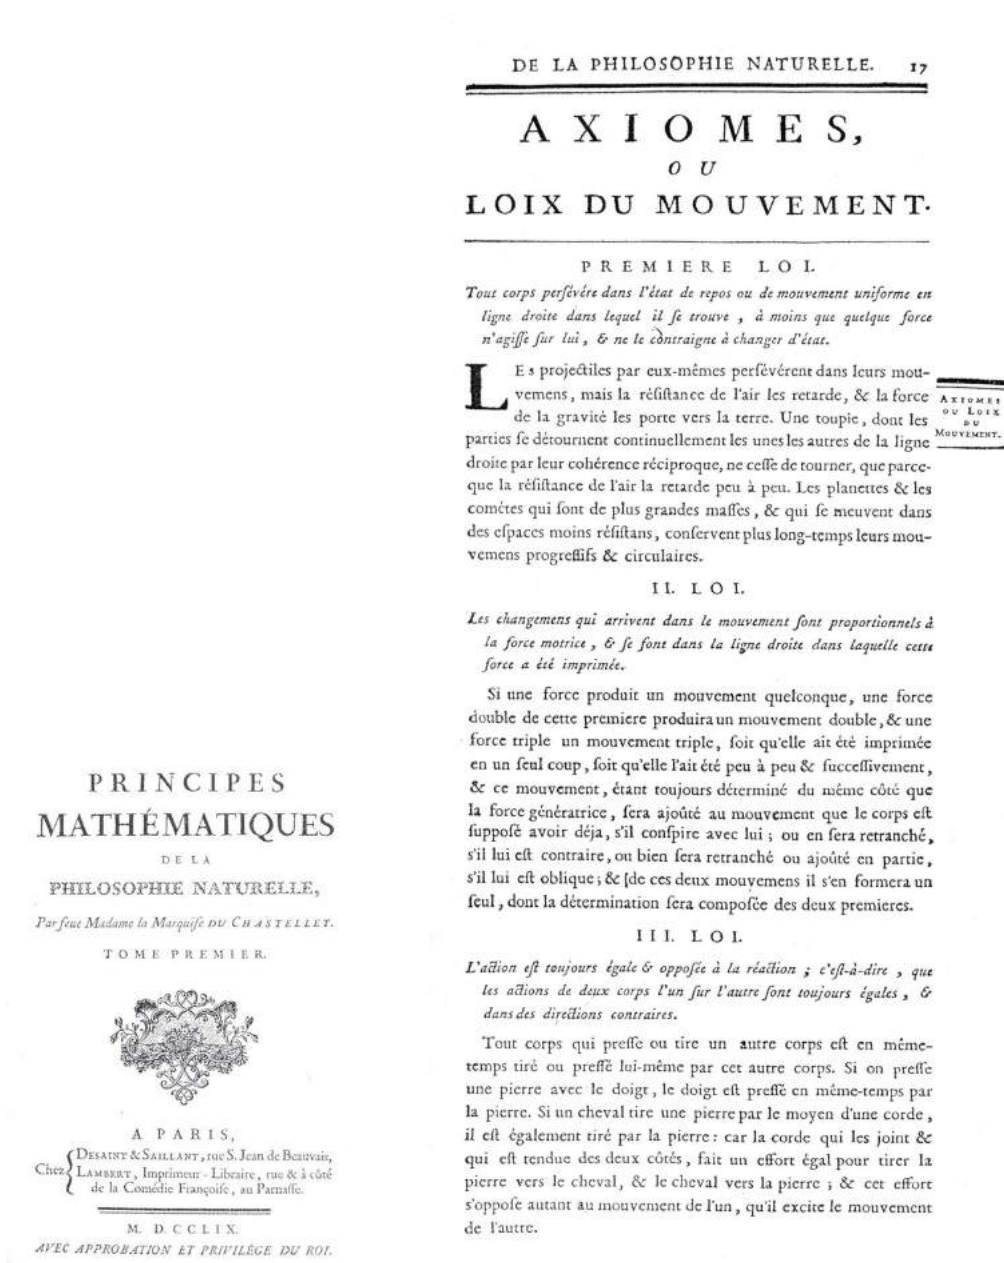 PRINCIPES
MATHÉMATIQUES
DE LA
PHILOSOPHIE NATURELLE,
Par feue Madame la Marquiſe DU CHASTELLET.
TOME PREMIER.
A PARIS,
Chez
DESAINT & SAILLANT, rue S. Jean de Beauvais,
LAMBERT, Imprimeur - Libraire, rue & à côté
de la Comédie Françoiſe, au Parnaſſe.
M. D. CCLIX.
AVEC APPROBATION ET PRIVILÈGE DU ROI.
DE LA PHILOSOPHIE NATURELLE. 17
AXIOMES,
OU
LOIX DU MOUVEMENT.
PREMIERE LOI.
Tout corps perſévére dans l'état de repos ou de mouvement uniforme en
ligne droite dans lequel il ſe trouve, à moins que quelque force
n'agiſſe ſur lui, & ne le contraigne à changer d'état.
LEs projectiles par eux-mêmes perſévérent dans leurs mou-
vemens, mais la réſiſtance de l'air les retarde, & la force
de la gravité les porte vers la terre. Une toupie, dont les
parties ſe détournent continuellement les unes les autres de la ligne
droite par leur cohérence réciproque, ne ceſſe de tourner, que parce-
que la réſiſtance de l'air la retarde peu à peu. Les planettes & les
cométes qui ſont de plus grandes maſſes, & qui ſe meuvent dans
des eſpaces moins réſiſtans, conſervent plus long-temps leurs mou-
vemens progreſſifs & circulaires.
AXIOMES
OU LOIX
DU
MOUVEMENT.
II. LOI.
Les changemens qui arrivent dans le mouvement ſont proportionnels à
la force motrice, & ſe font dans la ligne droite dans laquelle cette
force a été imprimée.
Si une force produit un mouvement quelconque, une force
double de cette premiere produira un mouvement double, & une
force triple un mouvement triple, ſoit qu'elle ait été imprimée
en un ſeul coup, ſoit qu'elle l'ait été peu à peu & ſucceſſivement,
& ce mouvement, étant toujours déterminé du même côté que
la force génératrice, ſera ajoûté au mouvement que le corps eſt
ſuppoſé avoir déja, s'il conſpire avec lui; ou en ſera retranché,
s'il lui eſt contraire, ou bien ſera retranché ou ajoûté en partie,
s'il lui eſt oblique; & [de ces deux mouvemens il s'en formera un
ſeul, dont la détermination ſera compoſée des deux premieres.
III. LOI.
L'action eſt toujours égale & oppoſée à la réaction; c'eſt-à-dire, que
les actions de deux corps l'un ſur l'autre ſont toujours égales, &
dans des directions contraires.
Tout corps qui preſſe ou tire un autre corps eſt en même-
temps tiré ou preſſé lui-même par cet autre corps. Si on preſſe
une pierre avec le doigt, le doigt eſt preſſé en même-temps par
la pierre. Si un cheval tire une pierre par le moyen d'une corde,
il eſt également tiré par la pierre: car la corde qui les joint &
qui eſt tendue des deux côtés, fait un effort égal pour tirer la
pierre vers le cheval, & le cheval vers la pierre; & cet effort
s'oppoſe autant au mouvement de l'un, qu'il excite le mouvement
de l'autre.